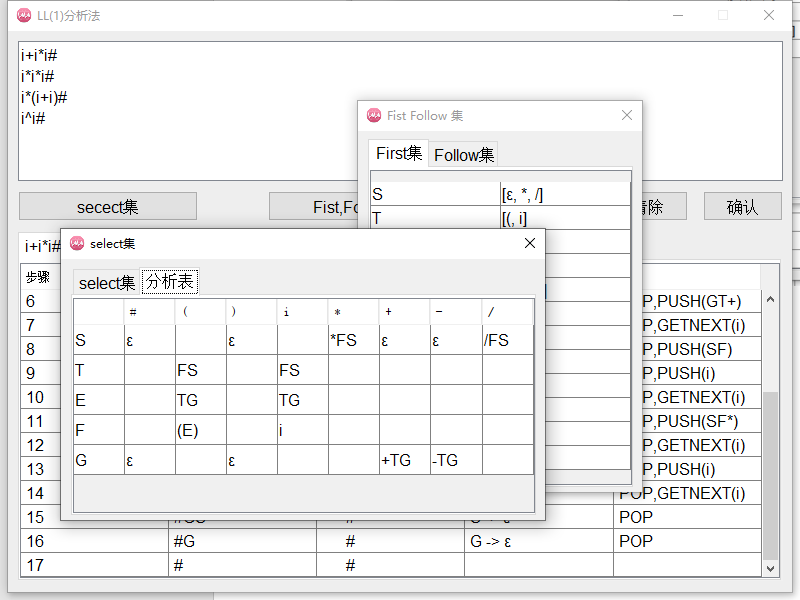 LL(1)分析法
i+i*i#
i*i*i#
i*(i+i)#
i^i#
Fist Follow 集
First集 Follow集
S [ε, *, /]
T [(, i]
secect集 Fist,Fo 除 确认
i+i*i#
步骤
select集
select集 分析表
# ( ) i * + - /
S ε ε *FS ε ε /FS
T FS FS
E TG TG
F (E) i
G ε ε +TG -TG
6 P,PUSH(GT+)
7 P,GETNEXT(i)
8 P,PUSH(SF)
9 P,PUSH(i)
10 P,GETNEXT(i)
11 P,PUSH(SF*)
12 P,GETNEXT(i)
13 P,PUSH(i)
14 POP,GETNEXT(i)
15 # G -> ε POP
16 #G # G -> ε POP
17 # #